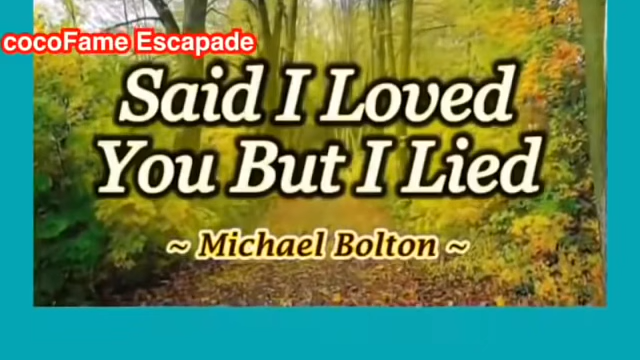 cocoFame Escapade
Said I Loved
You But I Lied
~ Michael Bolton ~